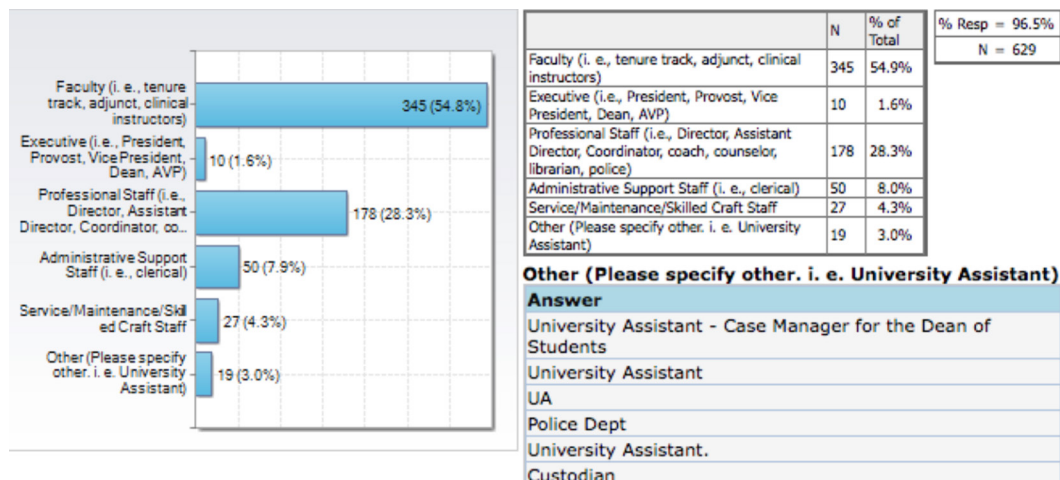 Faculty (i. e., tenure
track, adjunct, clinical
instructors)
345 (54.8%)
Executive (i.e., President,
Provost, Vice President,
Dean, AVP)
10 (1.6%)
Professional Staff (i.e.,
Director, Assistant
Director, Coordinator, co...
178 (28.3%)
Administrative Support
Staff (i. e., clerical)
50 (7.9%)
Service/Maintenance/Skill
ed Craft Staff
27 (4.3%)
Other (Please specify
other. i. e. University
Assistant)
19 (3.0%)
N % of
Total
Faculty (i. e., tenure track, adjunct, clinical
instructors) 345 54.9%
Executive (i.e., President, Provost, Vice
President, Dean, AVP) 10 1.6%
Professional Staff (i.e., Director, Assistant
Director, Coordinator, coach, counselor, 178 28.3%
librarian, police)
Administrative Support Staff (i. e., clerical) 50 8.0%
Service/Maintenance/Skilled Craft Staff 27 4.3%
Other (Please specify other. i. e. University
Assistant) 19 3.0%
% Resp = 96.5%
N = 629
Other (Please specify other. i. e. University Assistant)
Answer
University Assistant - Case Manager for the Dean of
Students
University Assistant
UA
Police Dept
University Assistant.
Custodian